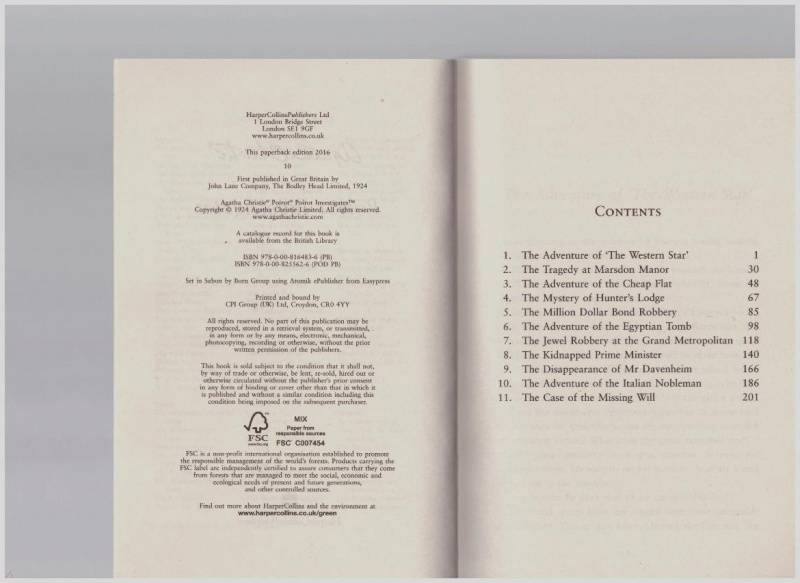 HarperCollinsPublishers Ltd
1 London Bridge Street
London SE1 9GF
www.harpercollins.co.uk
This paperback edition 2016
10
First published in Great Britain by
John Lane Company, The Bodley Head Limited, 1924
Agatha Christie® Poirot® Poirot Investigates™
Copyright © 1924 Agatha Christie Limited. All rights reserved.
www.agathachristie.com
A catalogue record for this book is
available from the British Library
ISBN 978-0-00-816483-6 (PB)
ISBN 978-0-00-825562-6 (POD PB)
Set in Sabon by Born Group using Atomik ePublisher from Easypress
Printed and bound by
CPI Group (UK) Ltd, Croydon, CR0 4YY
All rights reserved. No part of this publication may be
reproduced, stored in a retrieval system, or transmitted,
in any form or by any means, electronic, mechanical,
photocopying, recording or otherwise, without the prior
written permission of the publishers.
This book is sold subject to the condition that it shall not,
by way of trade or otherwise, be lent, re-sold, hired out or
otherwise circulated without the publisher's prior consent
in any form of binding or cover other than that in which it
is published and without a similar condition including this
condition being imposed on the subsequent purchaser.
FSC
www.fsc.org
MIX
Paper from
responsible sources
FSC® C007454
FSC is a non-profit international organisation established to promote
the responsible management of the world's forests. Products carrying the
FSC label are independently certified to assure consumers that they come
from forests that are managed to meet the social, economic and
ecological needs of present and future generations,
and other controlled sources.
Find out more about HarperCollins and the environment at
www.harpercollins.co.uk/green
CONTENTS
1. The Adventure of 'The Western Star' 1
2. The Tragedy at Marsdon Manor 30
3. The Adventure of the Cheap Flat 48
4. The Mystery of Hunter's Lodge 67
5. The Million Dollar Bond Robbery 85
6. The Adventure of the Egyptian Tomb 98
7. The Jewel Robbery at the Grand Metropolitan 118
8. The Kidnapped Prime Minister 140
9. The Disappearance of Mr Davenheim 166
10. The Adventure of the Italian Nobleman 186
11. The Case of the Missing Will 201